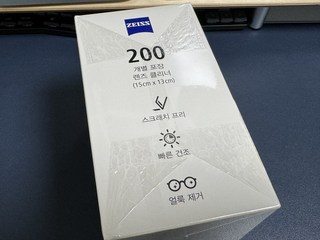 ZEISS
200
개별 포장
렌즈 클리너
(15cm x 13cm)
스크래치 프리
빠른 건조
얼룩 제거